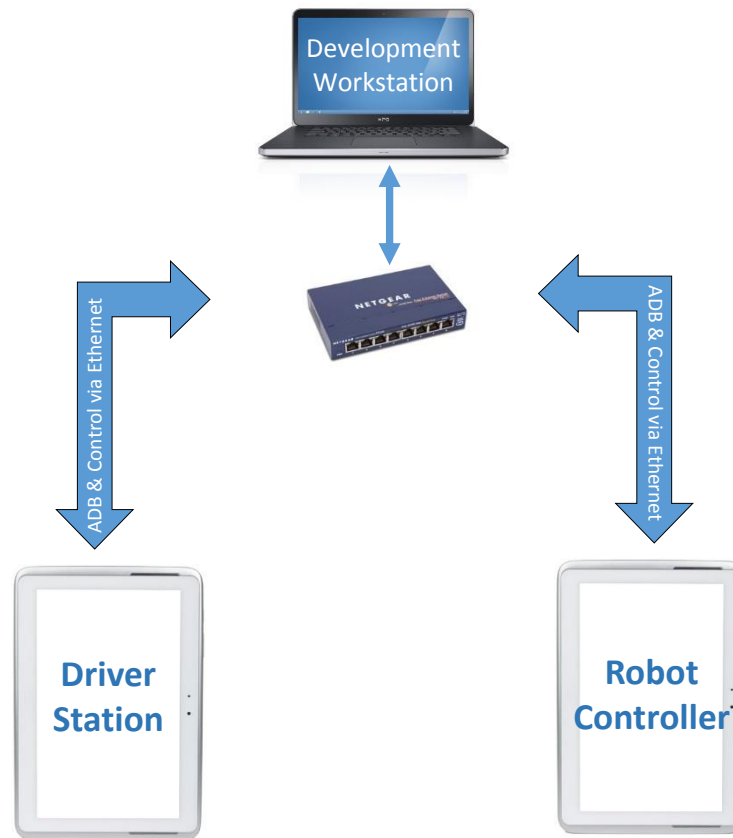 Development
Workstation
NETGEAR
ADB & Control via Ethernet
ADB & Control via Ethernet
Driver
Station
Robot
Controller